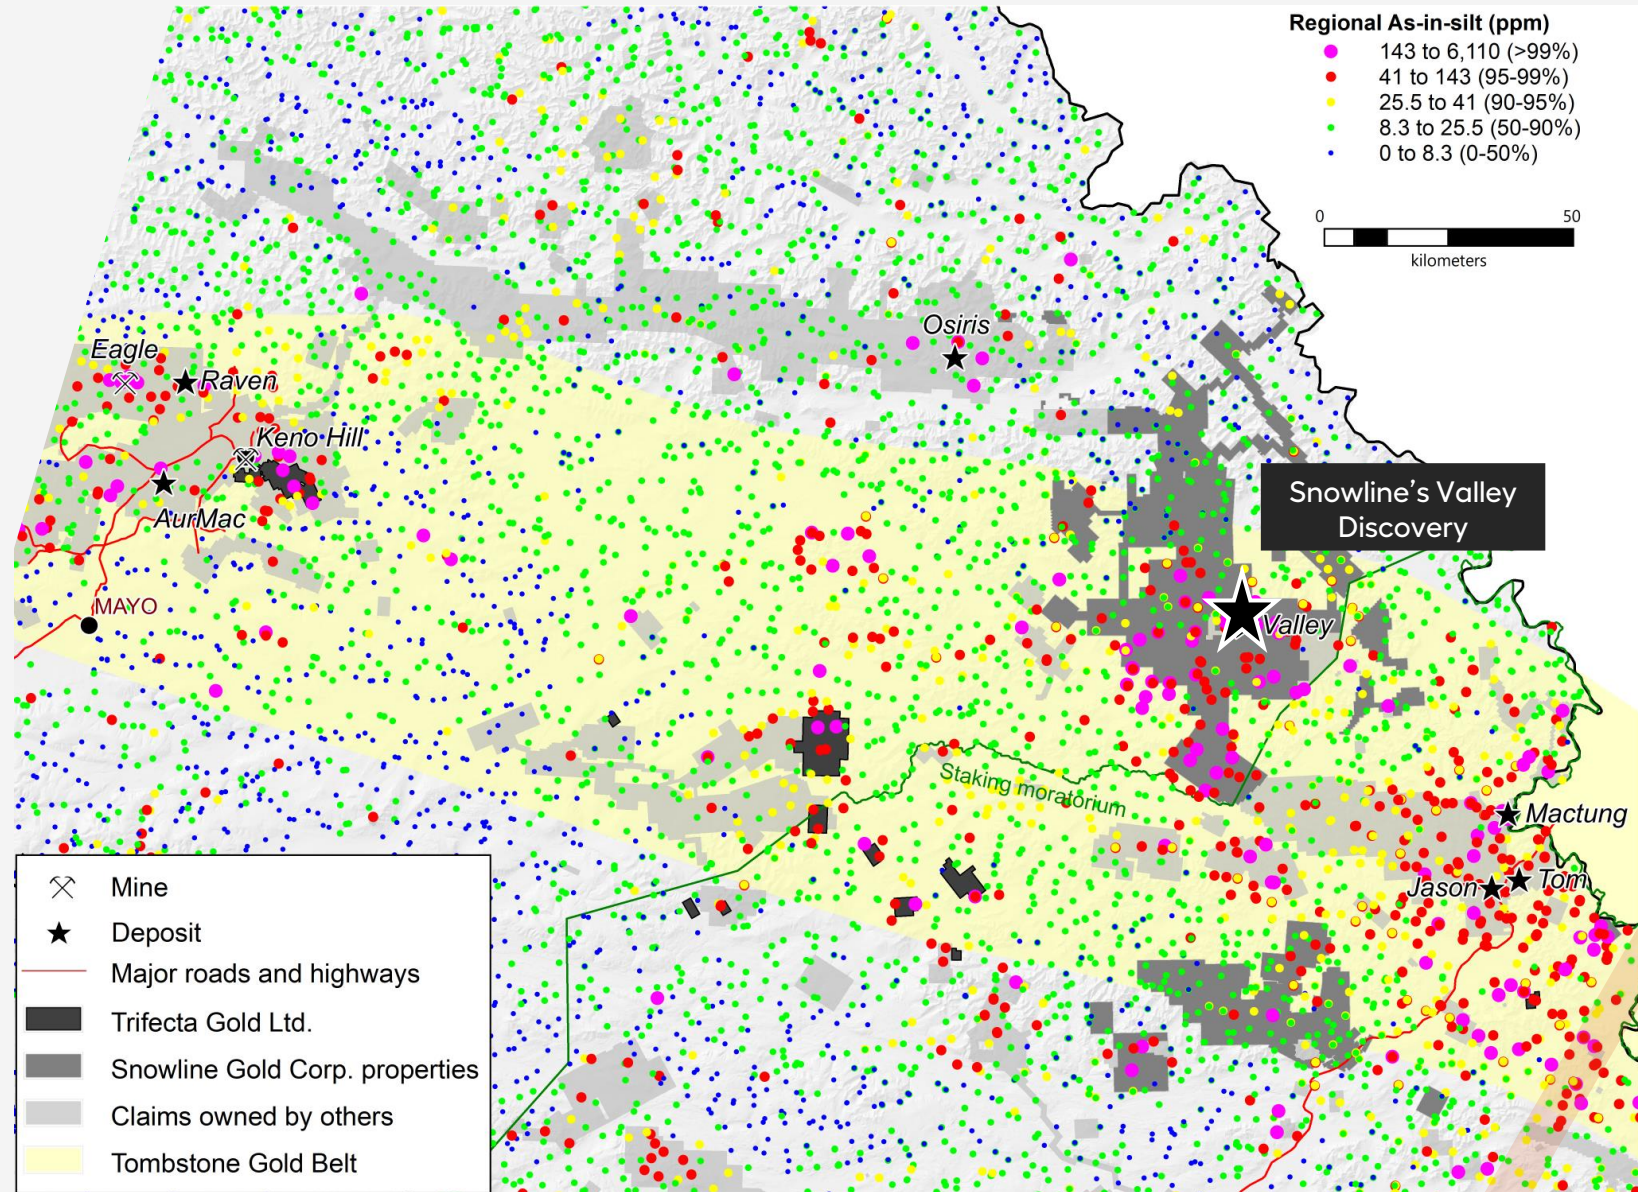 Regional As-in-silt (ppm)
143 to 6,110 (>99%)
41 to 143 (95-99%)
25.5 to 41 (90-95%)
8.3 to 25.5 (50-90%)
0 to 8.3 (0-50%)
0 50
kilometers
Osiris
Eagle
Raven
Keno Hill
AurMac
MAYO
Snowline's Valley
Discovery
Valley
Staking moratorium
Mactung
Jason
Tom
Mine
Deposit
Major roads and highways
Trifecta Gold Ltd.
Snowline Gold Corp. properties
Claims owned by others
Tombstone Gold Belt